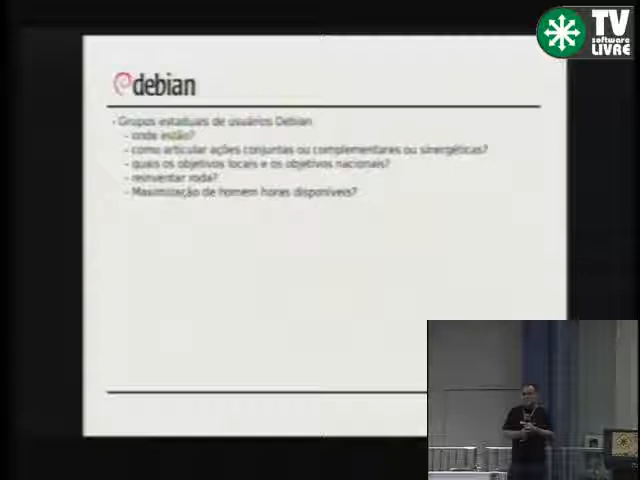 TV
software
LIVRE
debian
- Grupos estaduais de usuários Debian
- onde estão?
- como articular ações conjuntas ou complementares ou sinergéticas?
- quais os objetivos locais e os objetivos nacionais?
- reinventar roda?
- Maximização de homem horas disponíveis?